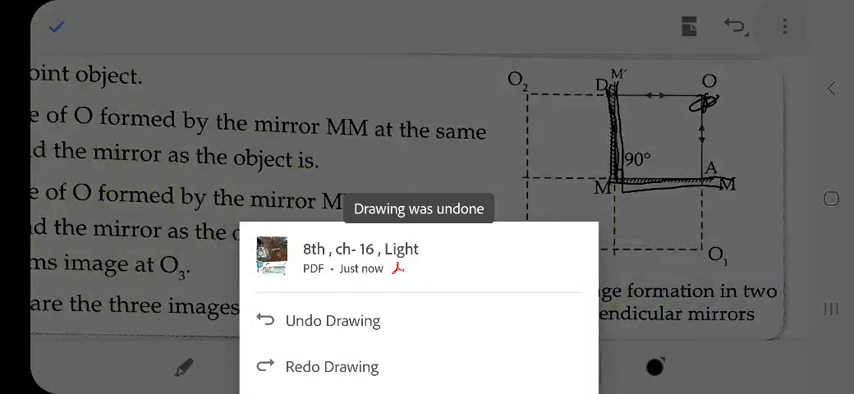 oint object.
e of O formed by the mirror MM at the same
d the mirror as the object is.
e of O formed by the mirror M
d the mirror as the
ms image at O₃.
are the three images
O₂
D
M′
O
90°
A
M
M
O₁
ge formation in two
endicular mirrors
Drawing was undone
8th , ch- 16 , Light
PDF • Just now
Undo Drawing
Redo Drawing